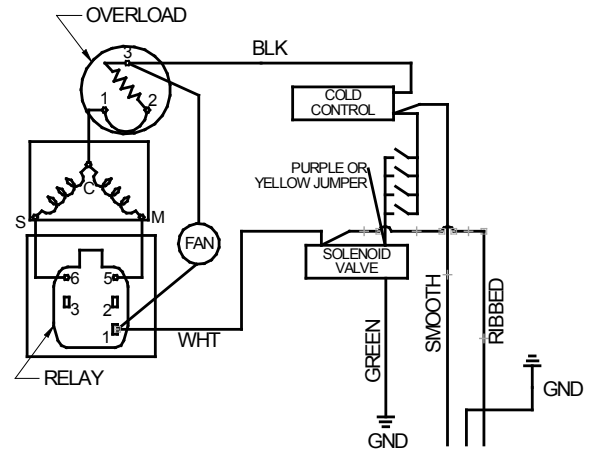 OVERLOAD
BLK
3
1
2
COLD
CONTROL
C
S
M
PURPLE OR
YELLOW JUMPER
FAN
SOLENOID
VALVE
6
5
3
2
1
WHT
GREEN
SMOOTH
RIBBED
RELAY
GND
GND